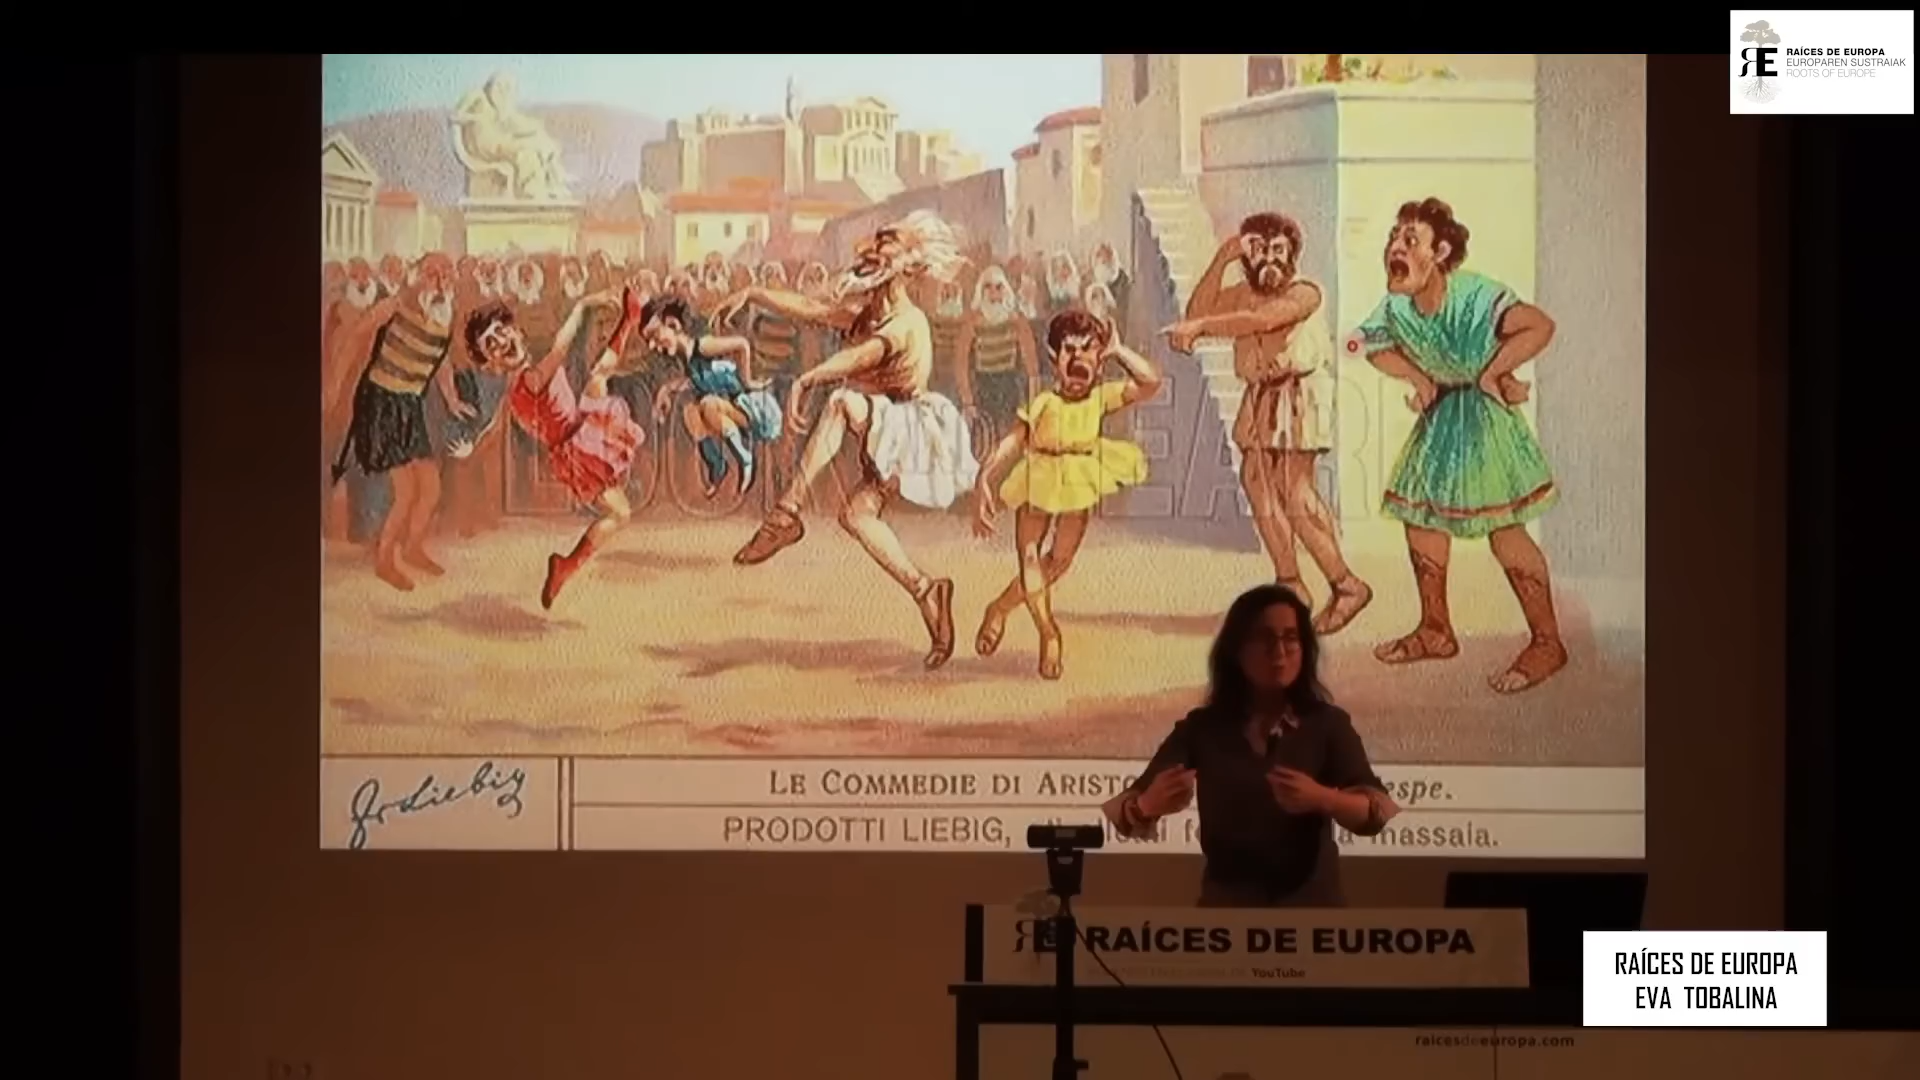 RAÍCES DE EUROPA
EUROPAREN SUSTRAIAK
ROOTS OF EUROPE
LE COMMEDIE DI ARISTO espe.
PRODOTTI LIEBIG, massaia.
RAÍCES DE EUROPA
YouTube
RAÍCES DE EUROPA
EVA TOBALINA
raicesdeeuropa.com